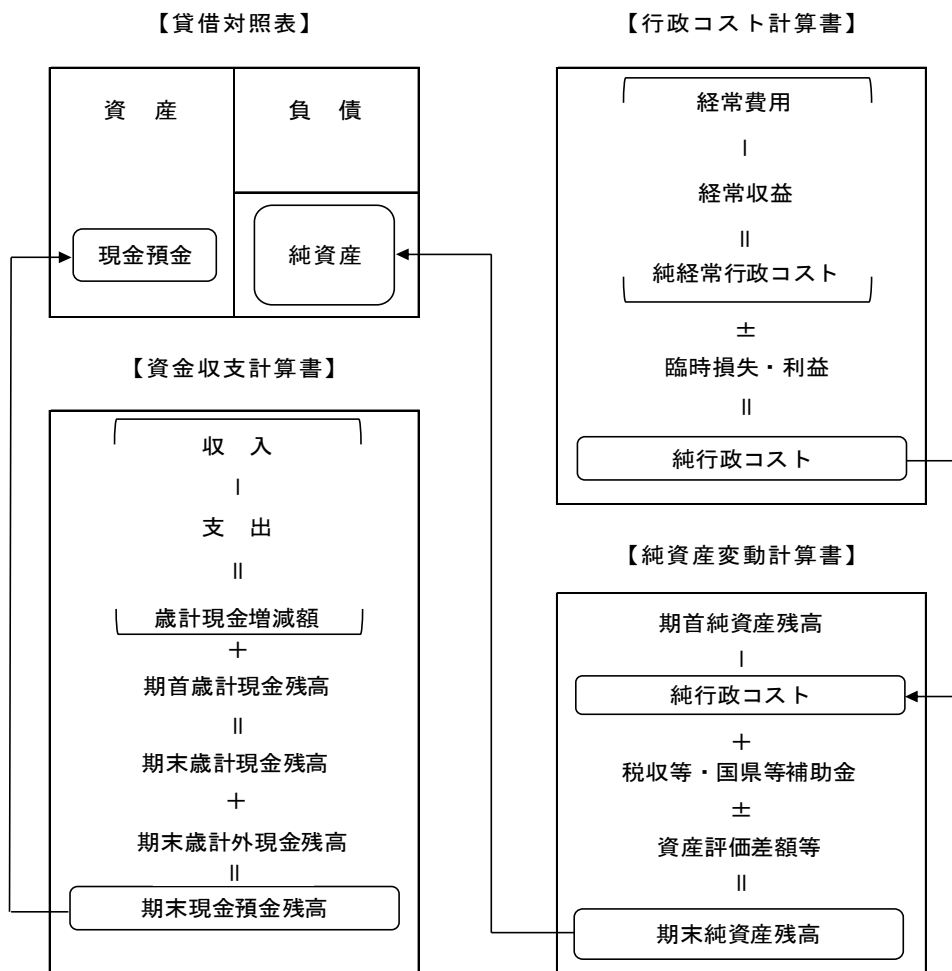 【貸借対照表】
資 産
負 債
現金預金
純資産
【資金収支計算書】
収 入
－
支 出
＝
歳計現金増減額
＋
期首歳計現金残高
＝
期末歳計現金残高
＋
期末歳計外現金残高
＝
期末現金預金残高
【行政コスト計算書】
経常費用
－
経常収益
＝
純経常行政コスト
±
臨時損失・利益
＝
純行政コスト
【純資産変動計算書】
期首純資産残高
－
純行政コスト
＋
税収等・国県等補助金
±
資産評価差額等
＝
期末純資産残高